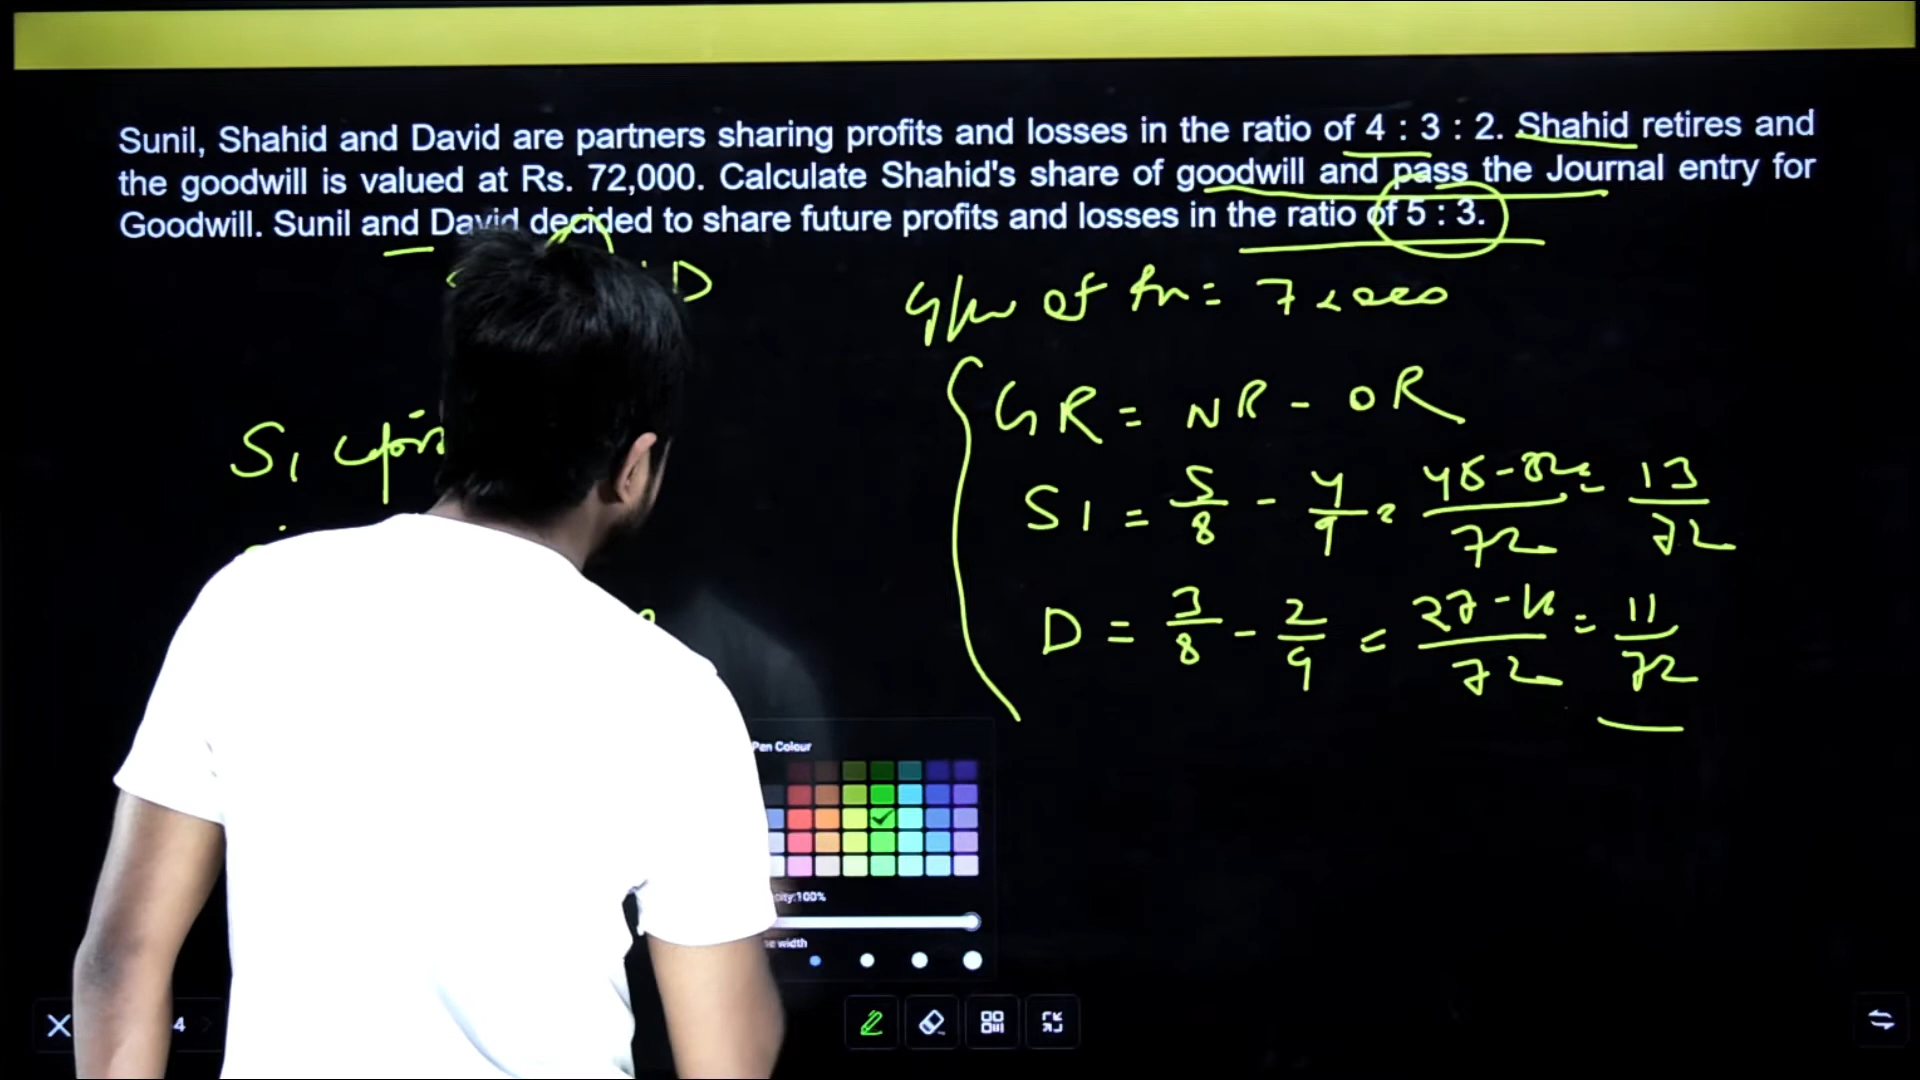 Sunil, Shahid and David are partners sharing profits and losses in the ratio of 4 : 3 : 2. Shahid retires and
the goodwill is valued at Rs. 72,000. Calculate Shahid's share of goodwill and pass the Journal entry for
Goodwill. Sunil and David decided to share future profits and losses in the ratio of 5 : 3.
D
of = 72000
GR = NR - OR
S1 = 5/8 - 4/9 = 45-32/72 = 13/72
D = 3/8 - 2/9 = 27-16/72 = 11/72
S1
Pen Colour
100%
width
4